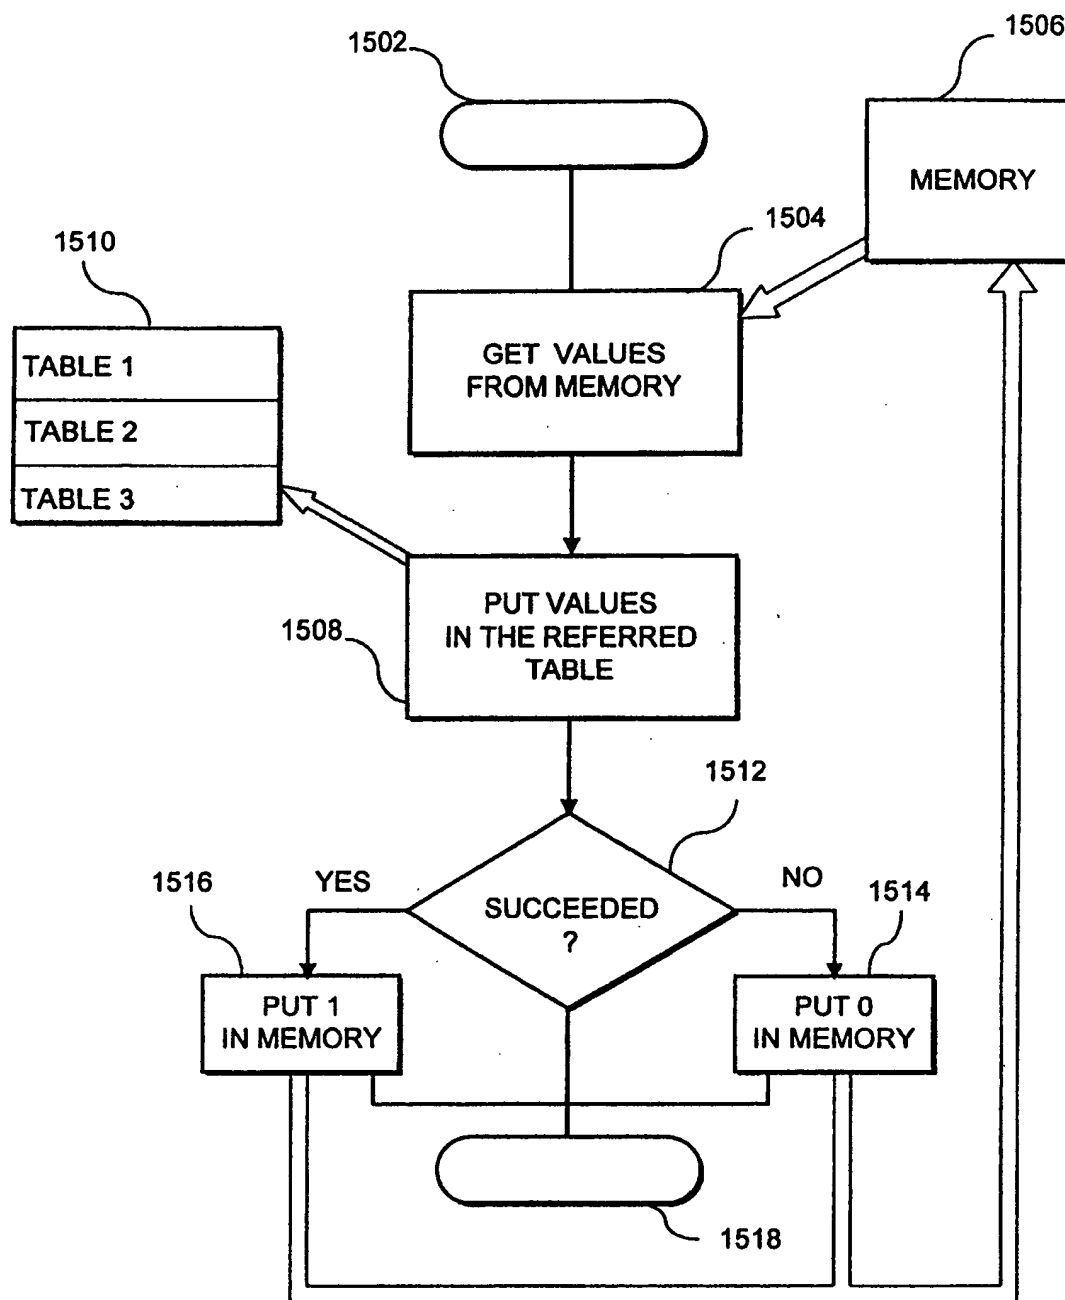 1502
1506
MEMORY
1504
1510
TABLE 1
TABLE 2
TABLE 3
GET VALUES
FROM MEMORY
PUT VALUES
IN THE REFERRED
TABLE
1508
1512
SUCCEEDED
?
YES
NO
1516
1514
PUT 1
IN MEMORY
PUT 0
IN MEMORY
1518